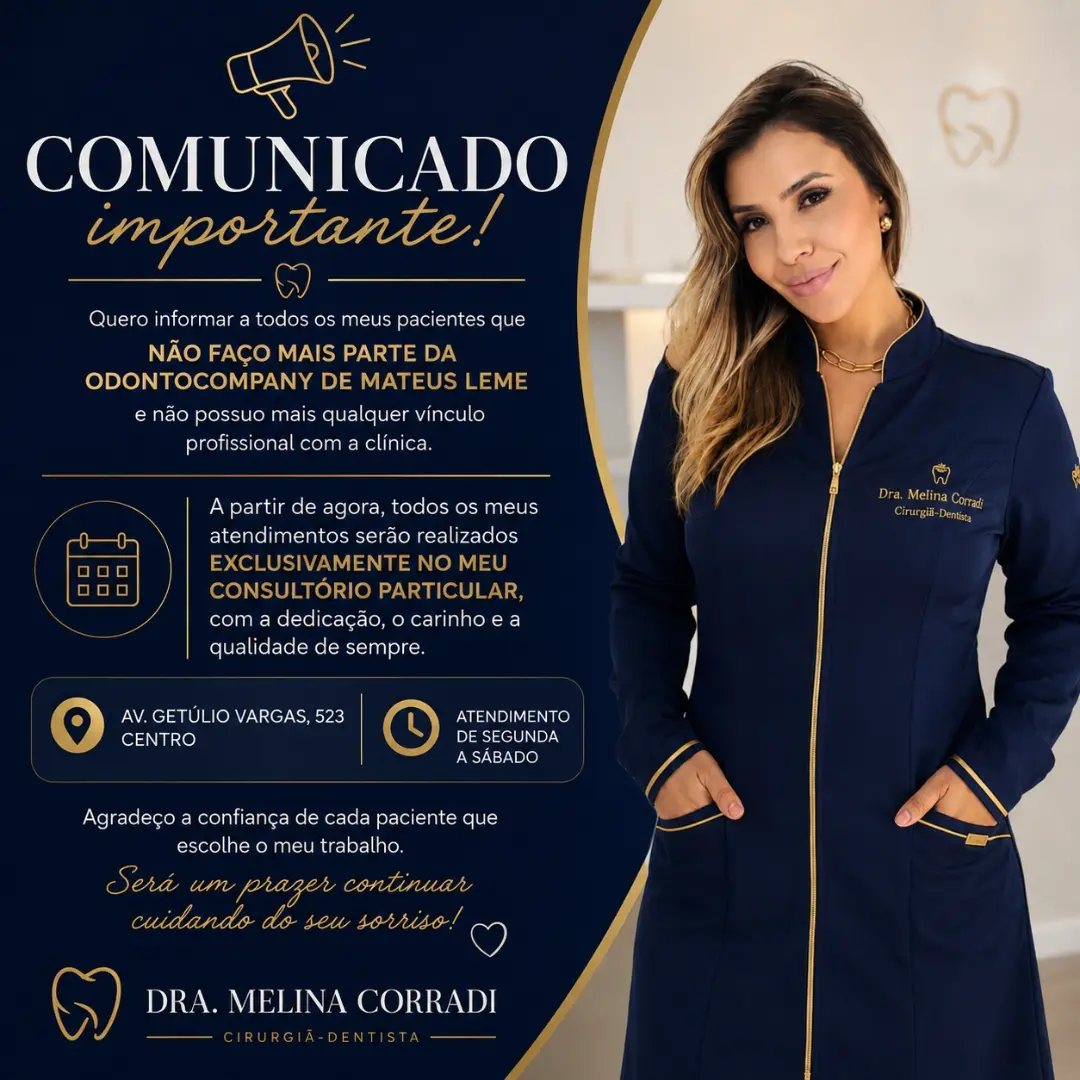 COMUNICADO
importante!
Quero informar a todos os meus pacientes que
NÃO FAÇO MAIS PARTE DA
ODONTOCOMPANY DE MATEUS LEME
e não possuo mais qualquer vínculo
profissional com a clínica.
A partir de agora, todos os meus
atendimentos serão realizados
EXCLUSIVAMENTE NO MEU
CONSULTÓRIO PARTICULAR,
com a dedicação, o carinho e a
qualidade de sempre.
AV. GETÚLIO VARGAS, 523
CENTRO
ATENDIMENTO
DE SEGUNDA
A SÁBADO
Agradeço a confiança de cada paciente que
escolhe o meu trabalho.
Será um prazer continuar
cuidando do seu sorriso!
DRA. MELINA CORRADI
CIRURGIÃ-DENTISTA
Dra. Melina Corradi
Cirurgiã-Dentista